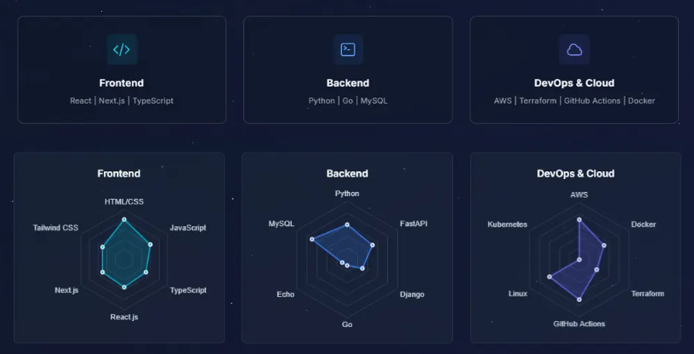 Frontend
React | Next.js | TypeScript
Backend
Python | Go | MySQL
DevOps & Cloud
AWS | Terraform | GitHub Actions | Docker
Frontend
HTML/CSS
Tailwind CSS
JavaScript
Next.js
TypeScript
React.js
Backend
Python
MySQL
FastAPI
Echo
Django
Go
DevOps & Cloud
AWS
Kubernetes
Docker
Linux
Terraform
GitHub Actions